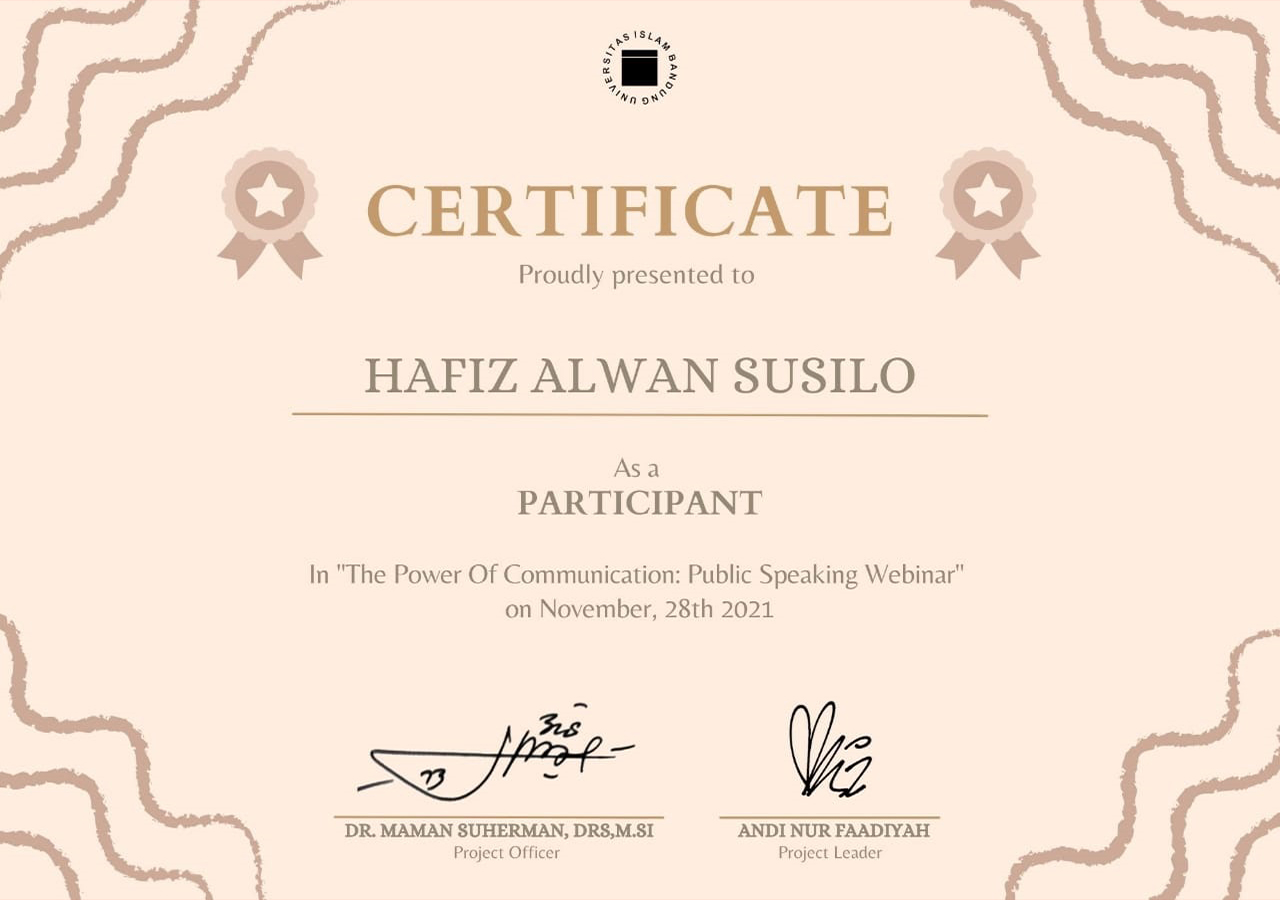 UNIVERSITAS ISLAM BANDUNG
CERTIFICATE
Proudly presented to
HAFIZ ALWAN SUSILO
As a
PARTICIPANT
In "The Power Of Communication: Public Speaking Webinar"
on November, 28th 2021
DR. MAMAN SUHERMAN, DRS,M.SI
Project Officer
ANDI NUR FAADIYAH
Project Leader